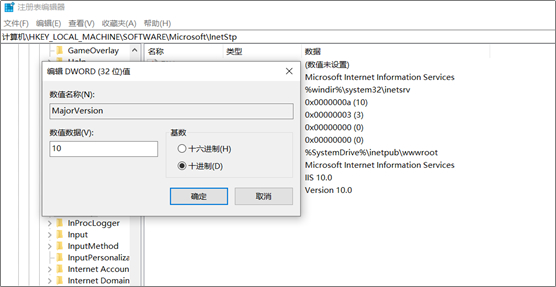 注册表编辑器
文件(F) 编辑(E) 查看(V) 收藏夹(A) 帮助(H)
计算机\HKEY_LOCAL_MACHINE\SOFTWARE\Microsoft\InetStp
GameOverlay
名称 类型 数据
(数值未设置)
编辑 DWORD (32 位)值
Microsoft Internet Information Services
%windir%\system32\inetsrv
数值名称(N):
0x0000000a (10)
MajorVersion
0x00000003 (3)
0x00000000 (0)
数值数据(V):
基数
0x00000000 (0)
10
十六进制(H)
%SystemDrive%\inetpub\wwwroot
十进制(D)
Microsoft Internet Information Services
IIS 10.0
确定 取消
Version 10.0
InProcLogger
Input
InputMethod
InputPersonaliza
Internet Accoun
Internet Domain